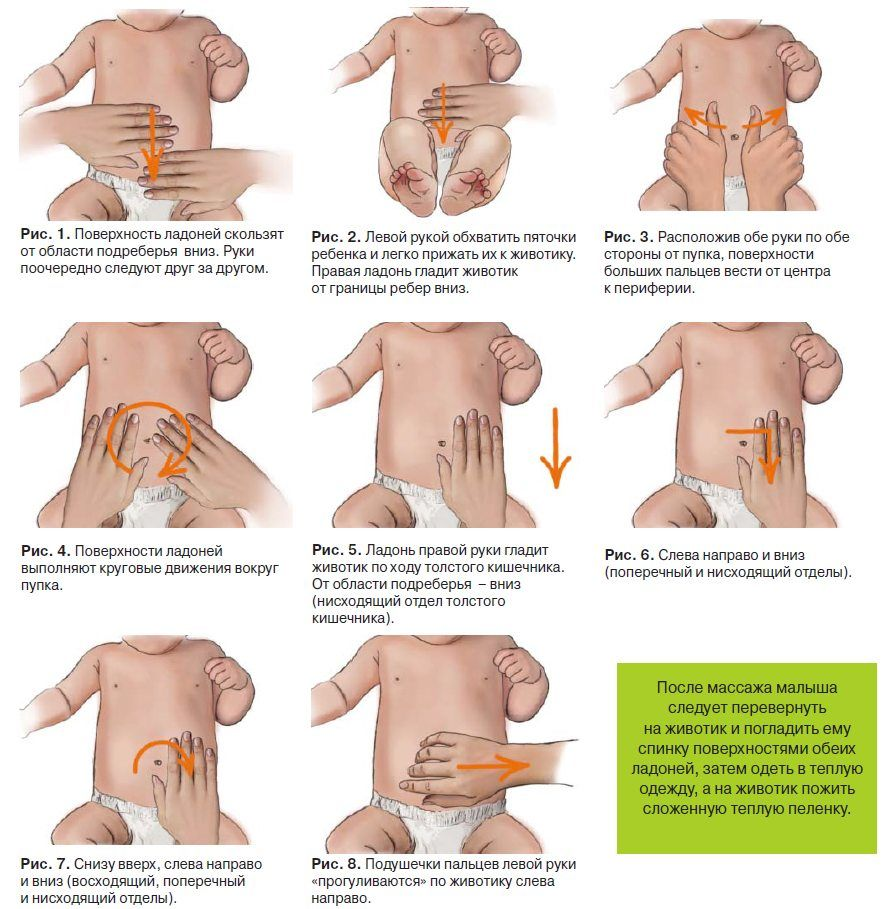 Рис. 1. Поверхность ладоней скользят
от области подреберья вниз. Руки
поочередно следуют друг за другом.
Рис. 2. Левой рукой обхватить пяточки
ребенка и легко прижать их к животику.
Правая ладонь гладит животик
от границы ребер вниз.
Рис. 3. Расположив обе руки по обе
стороны от пупка, поверхности
больших пальцев вести от центра
к периферии.
Рис. 4. Поверхности ладоней
выполняют круговые движения вокруг
пупка.
Рис. 5. Ладонь правой руки гладит
животик по ходу толстого кишечника.
От области подреберья – вниз
(нисходящий отдел толстого
кишечника).
Рис. 6. Слева направо и вниз
(поперечный и нисходящий отделы).
Рис. 7. Снизу вверх, слева направо
и вниз (восходящий, поперечный
и нисходящий отделы).
Рис. 8. Подушечки пальцев левой руки
«прогуливаются» по животику слева
направо.
После массажа малыша
следует перевернуть
на животик и погладить ему
спинку поверхностями обеих
ладоней, затем одеть в теплую
одежду, а на животик пожить
сложенную теплую пеленку.